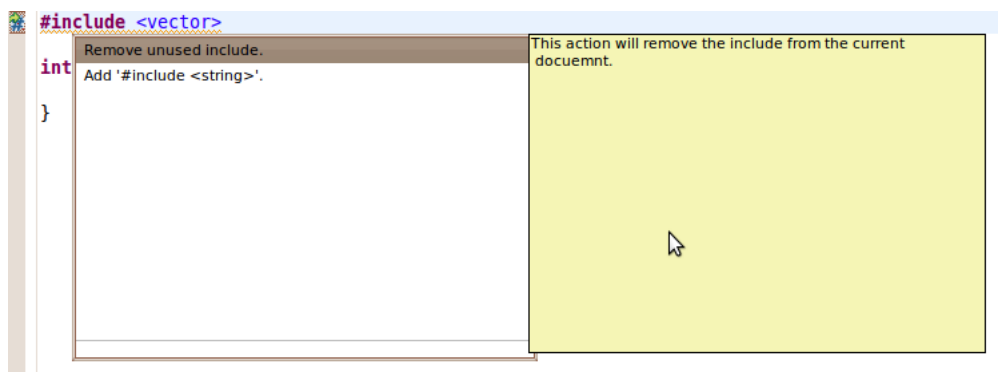 #include <vector>
Remove unused include.
This action will remove the include from the current
docuemnt.
int
Add '#include <string>'.
}